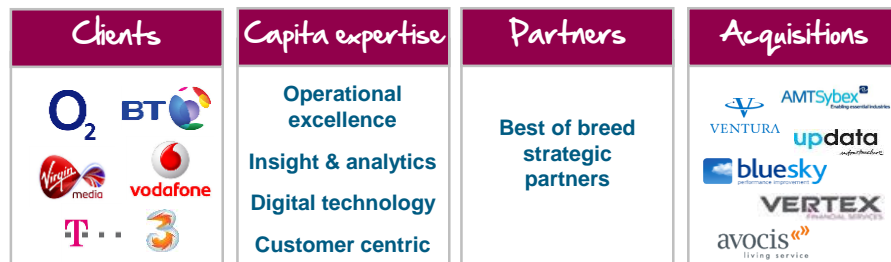 Clients
O2
BT
Virgin
media
vodafone
T
3
Capita expertise
Operational
excellence
Insight & analytics
Digital technology
Customer centric
Partners
Best of breed
strategic
partners
Acquisitions
VENTURA
AMTSybex
Enabling essential industries
updata
infrastructure
bluesky
performance improvement
VERTEX
FINANCIAL SERVICES
avocis
living service